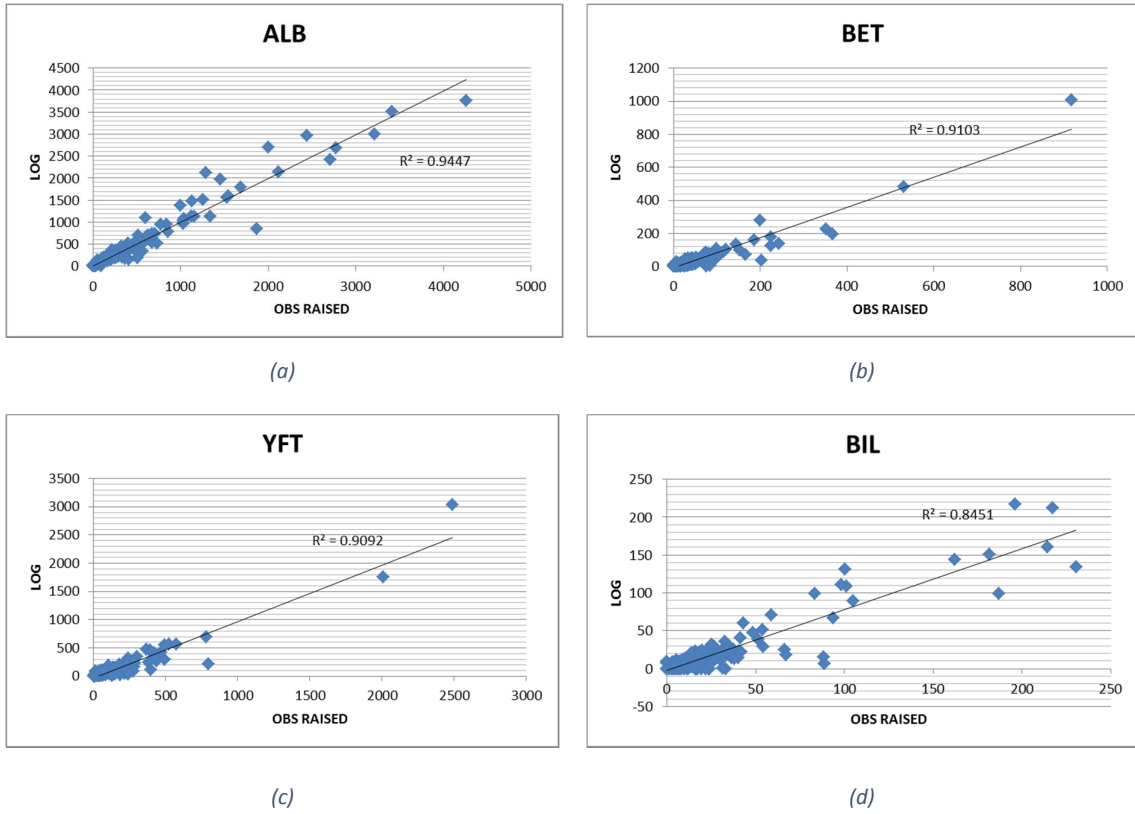 ALB
4500
4000
3500
3000
2500
2000
1500
1000
500
0
LOG
R² = 0.9447
0 1000 2000 3000 4000 5000
OBS RAISED
(a)
BET
1200
1000
800
600
400
200
0
LOG
R² = 0.9103
0 200 400 600 800 1000
OBS RAISED
(b)
YFT
3500
3000
2500
2000
1500
1000
500
0
LOG
R² = 0.9092
0 500 1000 1500 2000 2500 3000
OBS RAISED
(c)
BIL
250
200
150
100
50
0
-50
LOG
R² = 0.8451
0 50 100 150 200 250
OBS RAISED
(d)